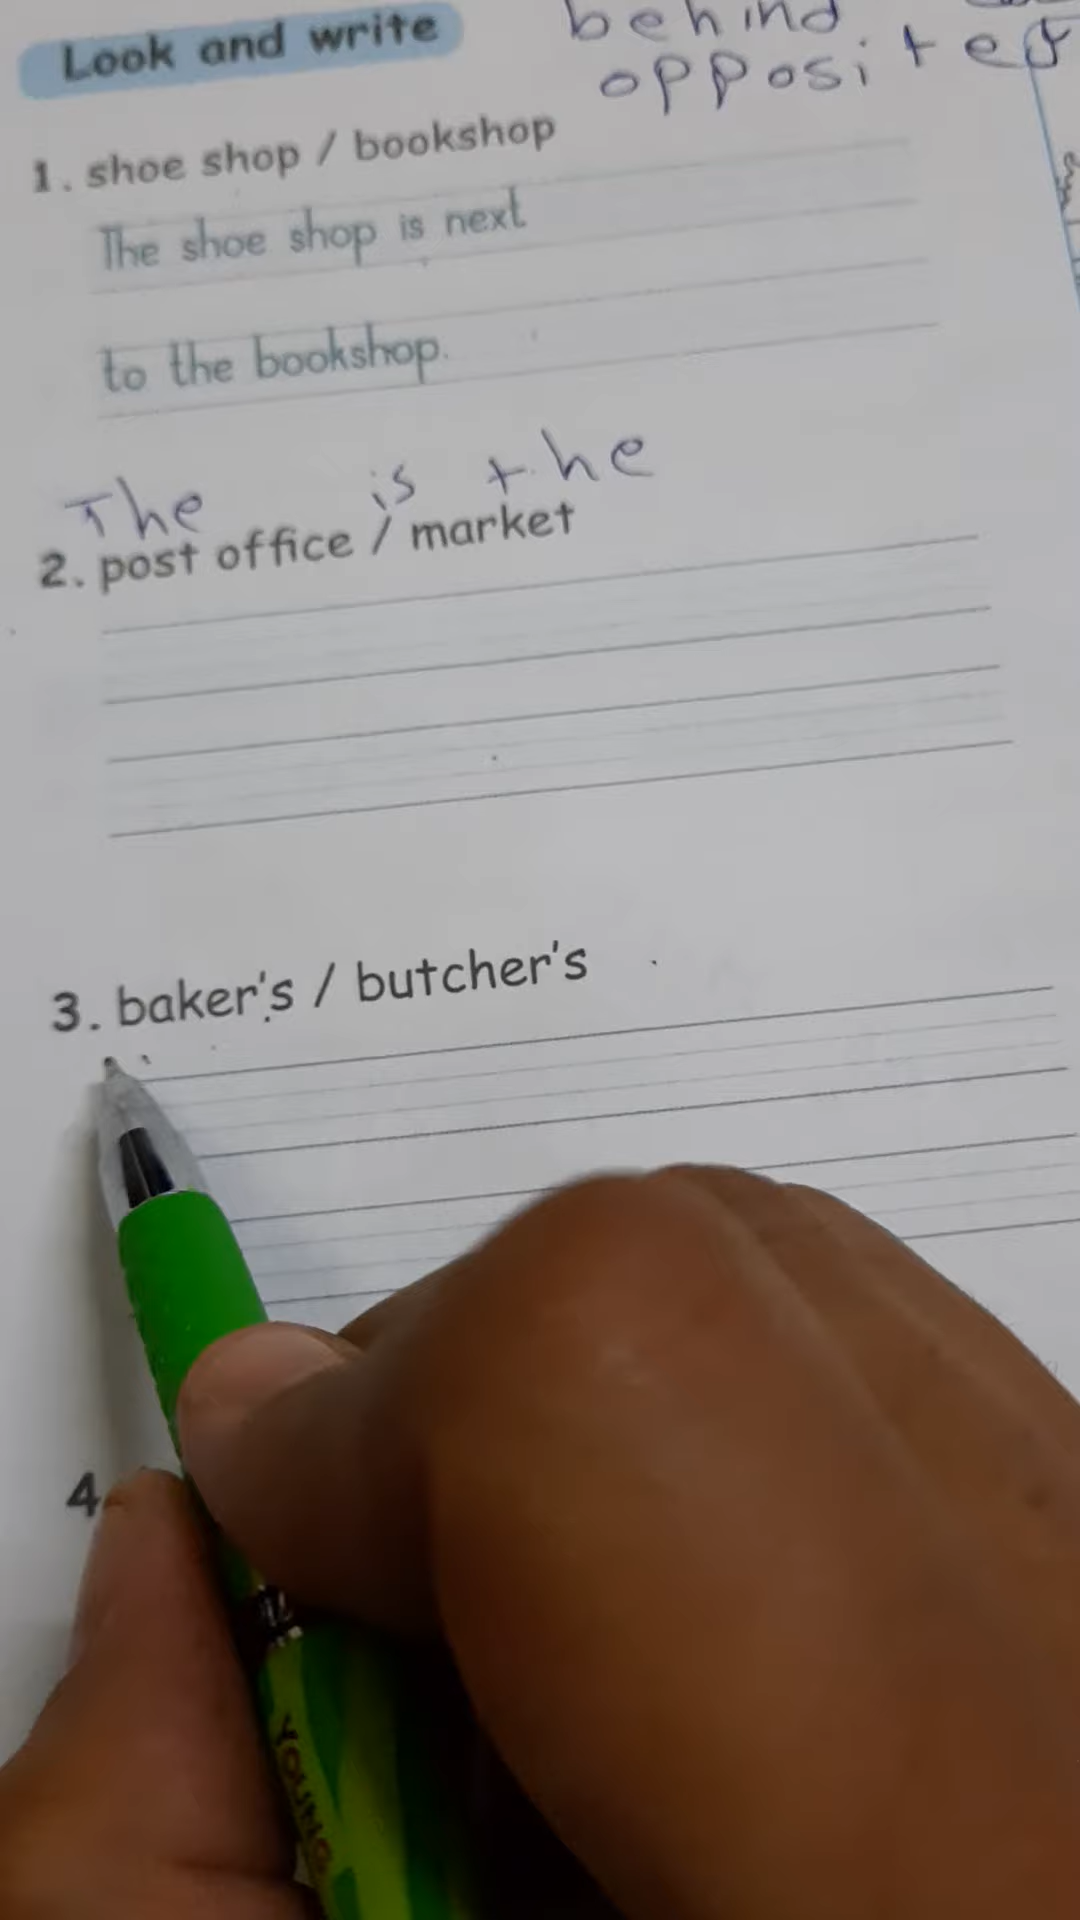 Look and write
behind
opposite
1. shoe shop / bookshop
The shoe shop is next
to the bookshop.
The is the
2. post office / market
3. baker's / butcher's
4
YOUNG